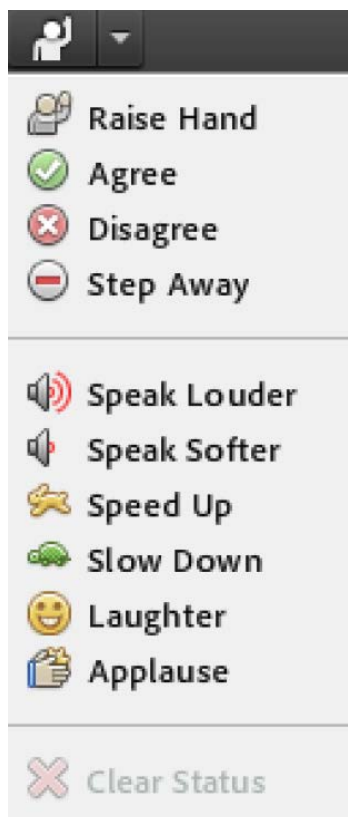 Raise Hand
Agree
Disagree
Step Away
Speak Louder
Speak Softer
Speed Up
Slow Down
Laughter
Applause
Clear Status